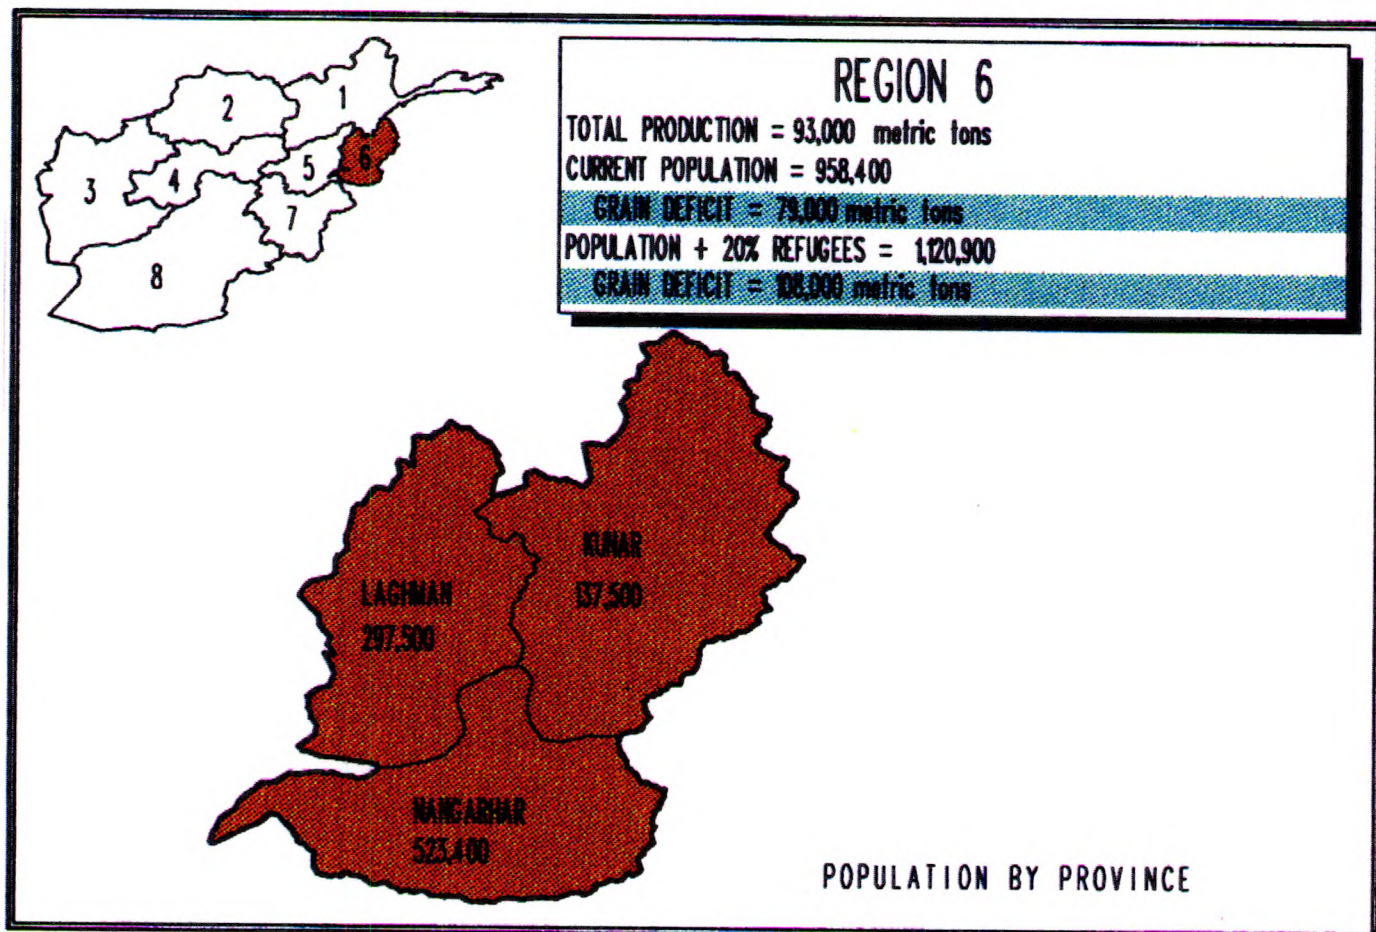 1
2
3
4
5
6
7
8
REGION 6
TOTAL PRODUCTION = 93,000 metric tons
CURRENT POPULATION = 958,400
GRAIN DEFICIT = 79,000 metric tons
POPULATION + 20% REFUGEES = 1,120,900
GRAIN DEFICIT = 108,000 metric tons
KUNAR
137,500
LAGHMAN
297,500
NANGARHAR
523,400
POPULATION BY PROVINCE